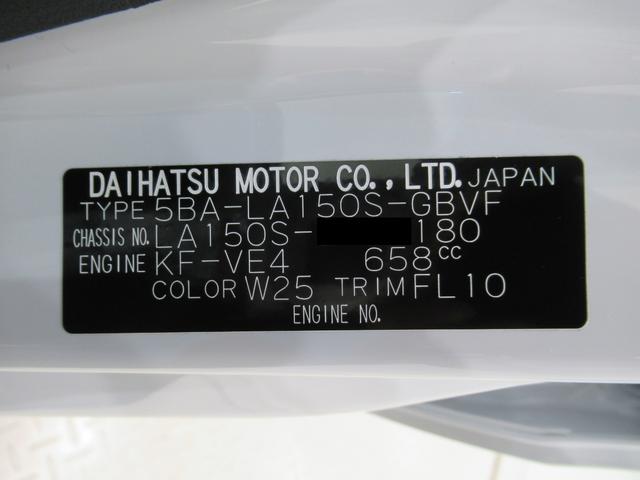 DAIHATSU MOTOR CO., LTD. JAPAN
TYPE 5BA-LA150S-GBVF
CHASSIS NO. LA150S- 180
ENGINE KF-VE4 658cc
COLOR W25 TRIM FL10
ENGINE NO.